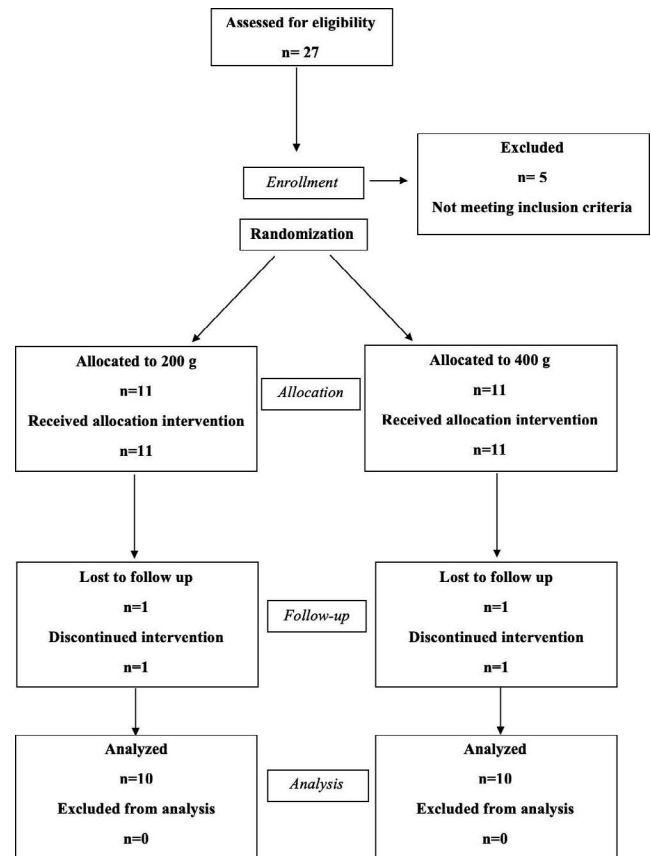 Assessed for eligibility
n= 27
Excluded
n= 5
Not meeting inclusion criteria
Enrollment
Randomization
Allocated to 200 g
n=11
Received allocation intervention
n=11
Allocation
Allocated to 400 g
n=11
Received allocation intervention
n=11
Lost to follow up
n=1
Discontinued intervention
n=1
Follow-up
Lost to follow up
n=1
Discontinued intervention
n=1
Analyzed
n=10
Excluded from analysis
n=0
Analysis
Analyzed
n=10
Excluded from analysis
n=0